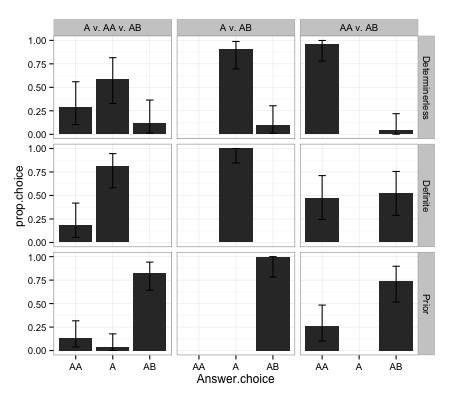 A v. AA v. AB
A v. AB
AA v. AB
1.00
0.75
0.50
0.25
0.00
Determinerless
1.00
0.75
0.50
0.25
0.00
Definite
1.00
0.75
0.50
0.25
0.00
Prior
prop.choice
AA
A
AB
AA
A
AB
AA
A
AB
Answer.choice